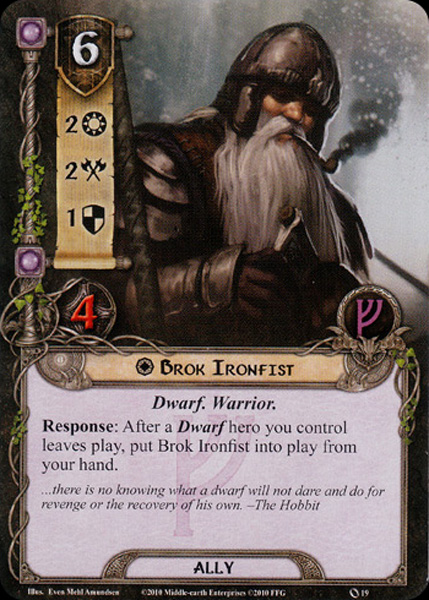 6
2
2
1
4
Brok Ironfist
Dwarf. Warrior.
Response: After a Dwarf hero you control
leaves play, put Brok Ironfist into play from
your hand.
...there is no knowing what a dwarf will not dare and do for
revenge or the recovery of his own. –The Hobbit
ALLY
Illus. Even Mehl Amundsen ©2010 Middle-earth Enterprises ©2010 FFG 19